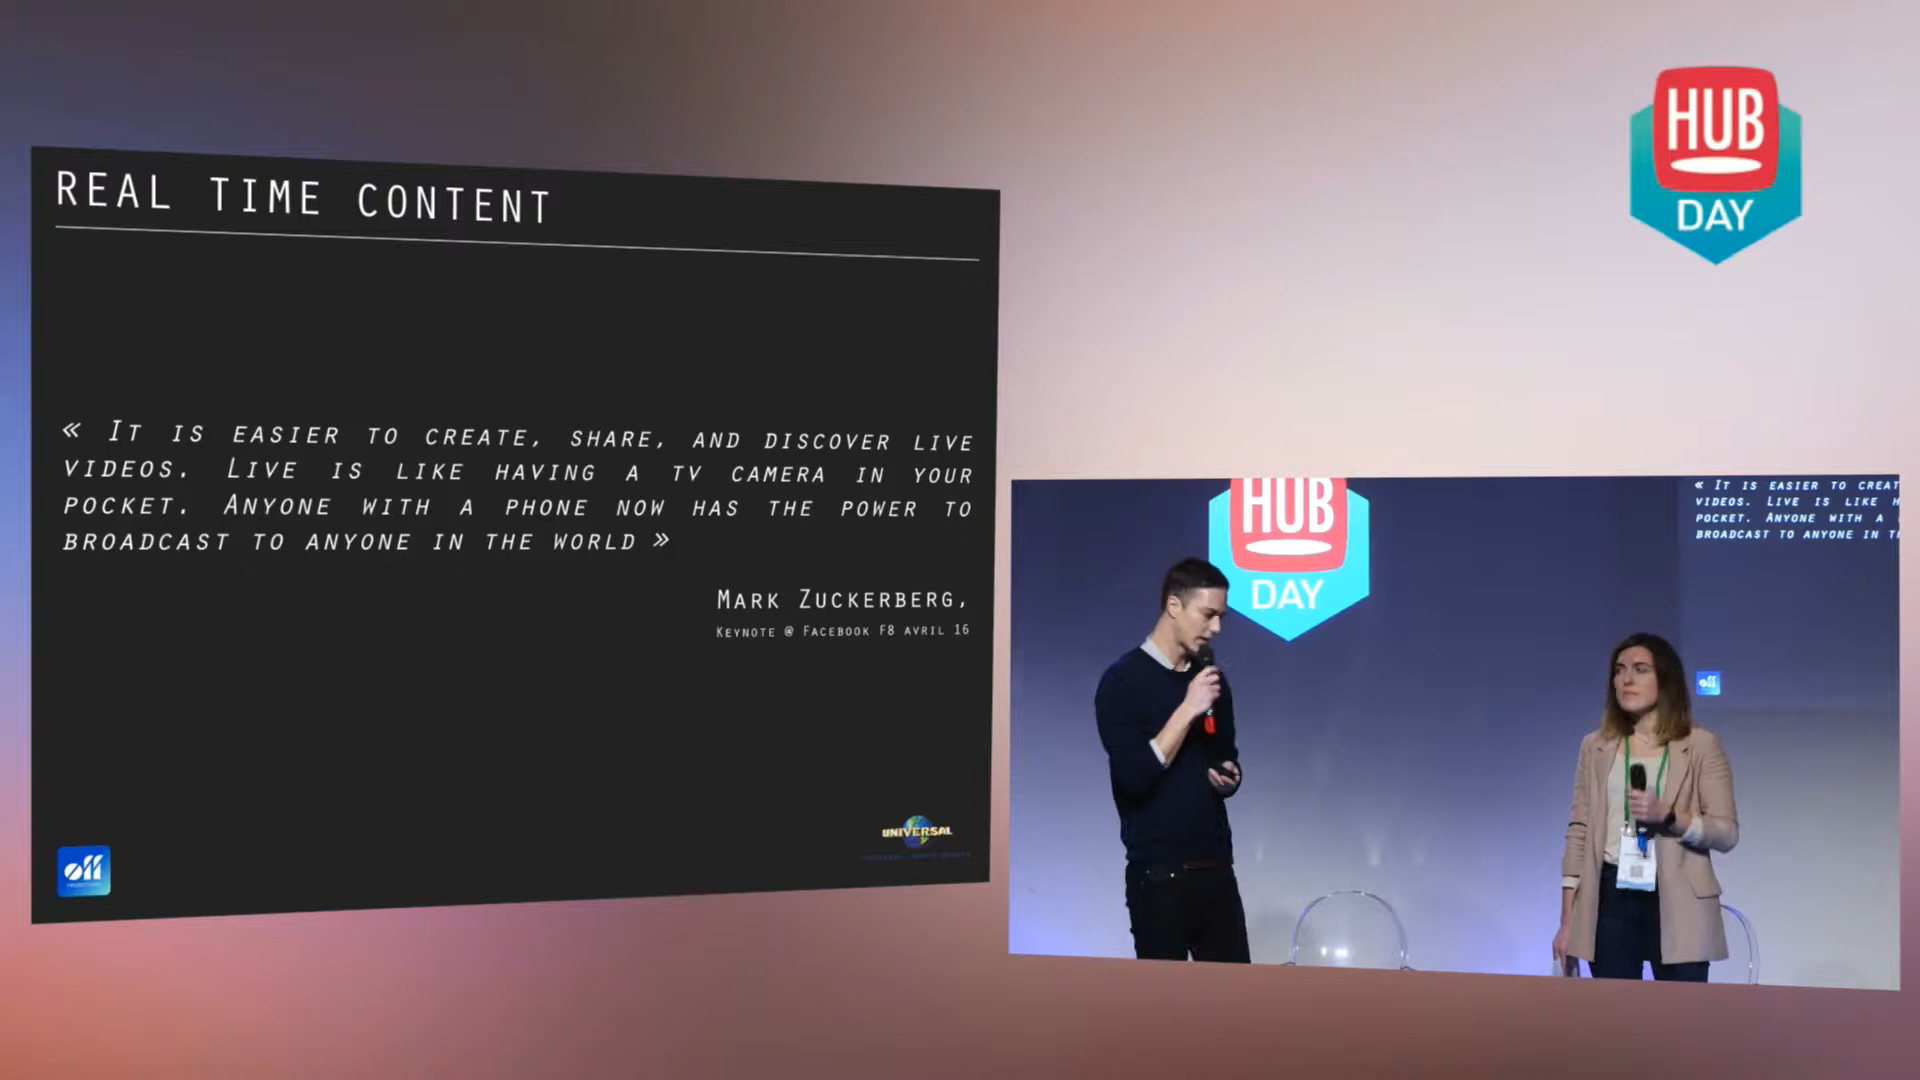 REAL TIME CONTENT
« IT IS EASIER TO CREATE, SHARE, AND DISCOVER LIVE
VIDEOS. LIVE IS LIKE HAVING A TV CAMERA IN YOUR
POCKET. ANYONE WITH A PHONE NOW HAS THE POWER TO
BROADCAST TO ANYONE IN THE WORLD »
MARK ZUCKERBERG,
KEYNOTE @ FACEBOOK F8 AVRIL 16
off
UNIVERSAL
HUB
DAY
HUB
DAY
« IT IS EASIER TO CREAT
VIDEOS. LIVE IS LIKE H
POCKET. ANYONE WITH A
BROADCAST TO ANYONE IN T
off